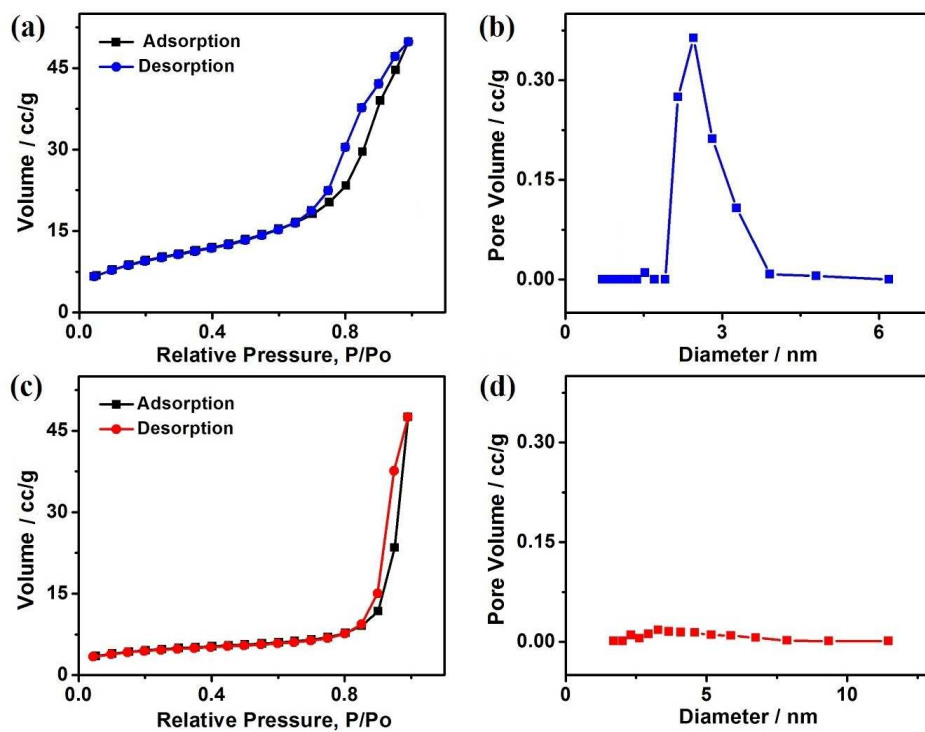 (a)
Adsorption
Desorption
Volume / cc/g
45
30
15
0
0.0 0.4 0.8
Relative Pressure, P/Po
(b)
Pore Volume / cc/g
0.30
0.15
0.00
0 3 6
Diameter / nm
(c)
Adsorption
Desorption
Volume / cc/g
45
30
15
0
0.0 0.4 0.8
Relative Pressure, P/Po
(d)
Pore Volume / cc/g
0.30
0.15
0.00
0 5 10
Diameter / nm